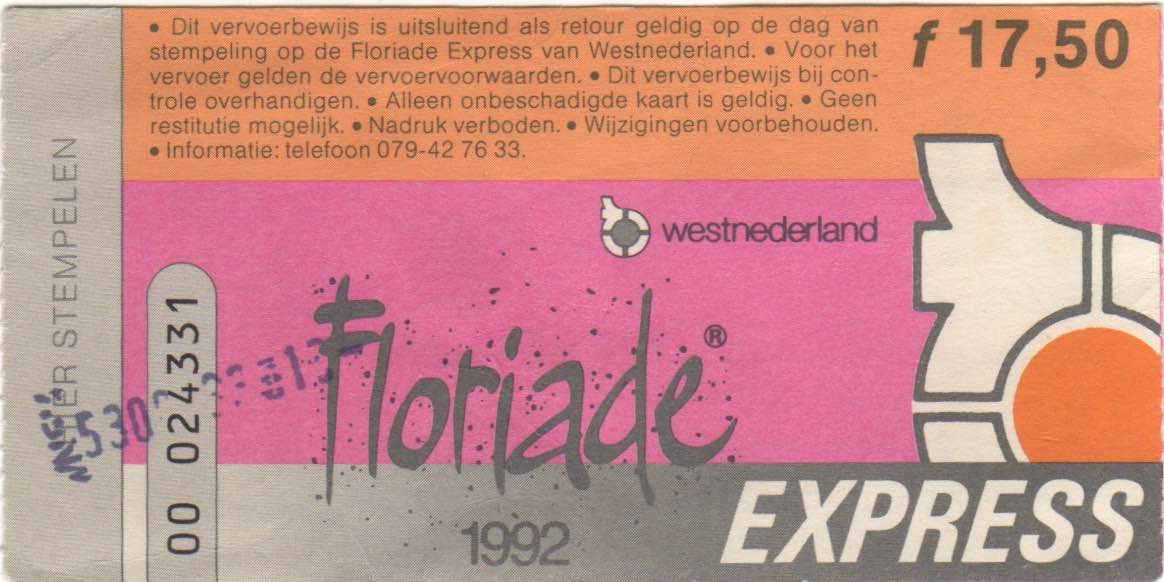 • Dit vervoerbewijs is uitsluitend als retour geldig op de dag van
stempeling op de Floriade Express van Westnederland. • Voor het
vervoer gelden de vervoervoorwaarden. • Dit vervoerbewijs bij con-
trole overhandigen. • Alleen onbeschadigde kaart is geldig. • Geen
restitutie mogelijk. • Nadruk verboden. • Wijzigingen voorbehouden.
• Informatie: telefoon 079-42 76 33.
f 17,50
STEMPELEN
westnederland
00 024331
Floriade®
1992
EXPRESS